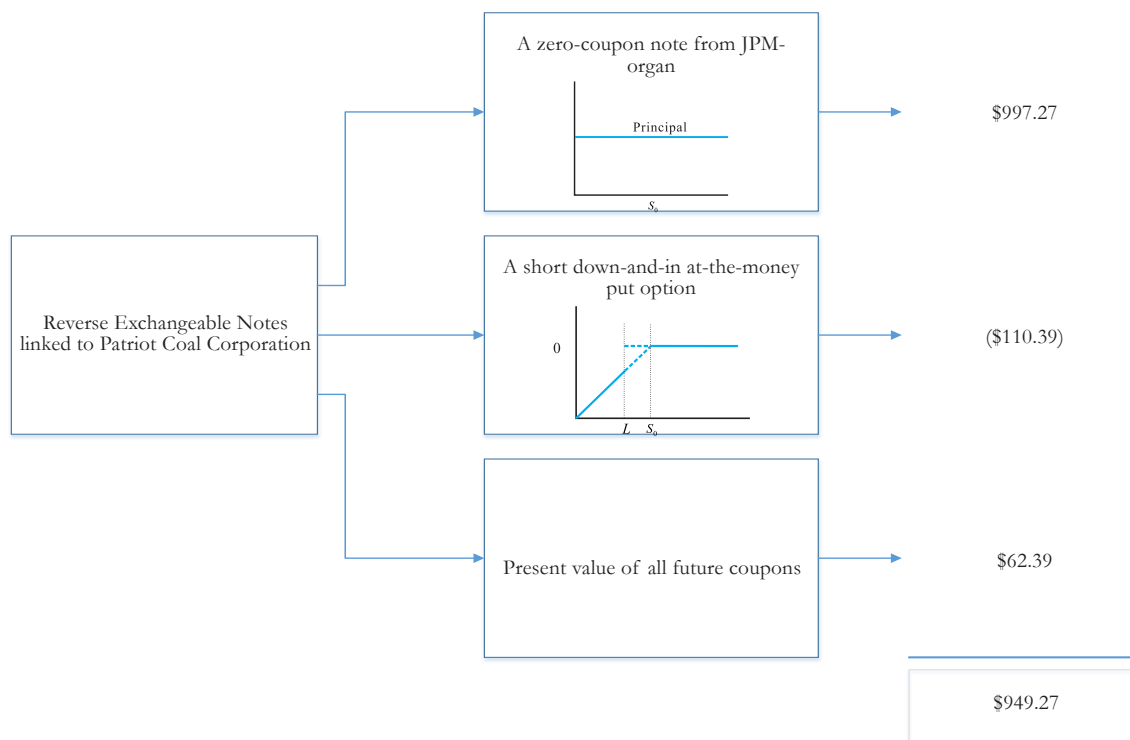 A zero-coupon note from JPM-
organ
Principal
S₀
$997.27
Reverse Exchangeable Notes
linked to Patriot Coal Corporation
A short down-and-in at-the-money
put option
0
L S₀
($110.39)
Present value of all future coupons
$62.39
$949.27